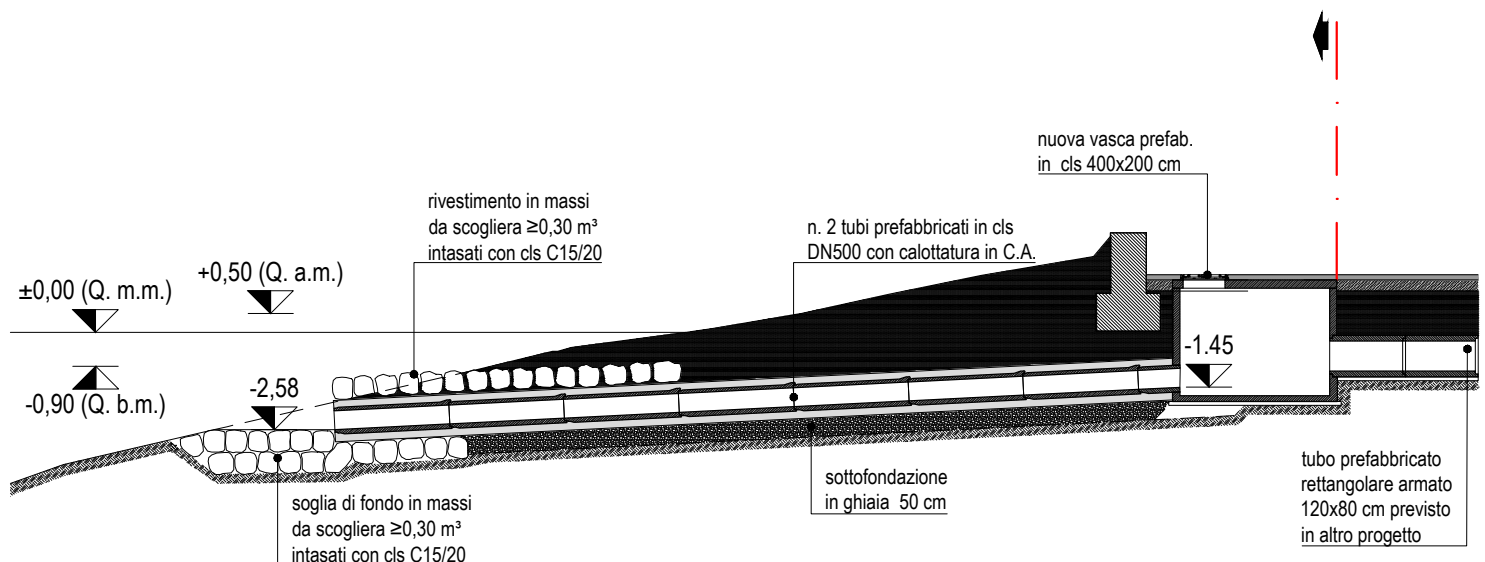 nuova vasca prefab.
in cls 400x200 cm
rivestimento in massi
da scogliera ≥0,30 m³
intasati con cls C15/20
n. 2 tubi prefabbricati in cls
DN500 con calottatura in C.A.
+0,50 (Q. a.m.)
±0,00 (Q. m.m.)
-0,90 (Q. b.m.)
-2,58
-1.45
soglia di fondo in massi
da scogliera ≥0,30 m³
intasati con cls C15/20
sottofondazione
in ghiaia 50 cm
tubo prefabbricato
rettangolare armato
120x80 cm previsto
in altro progetto